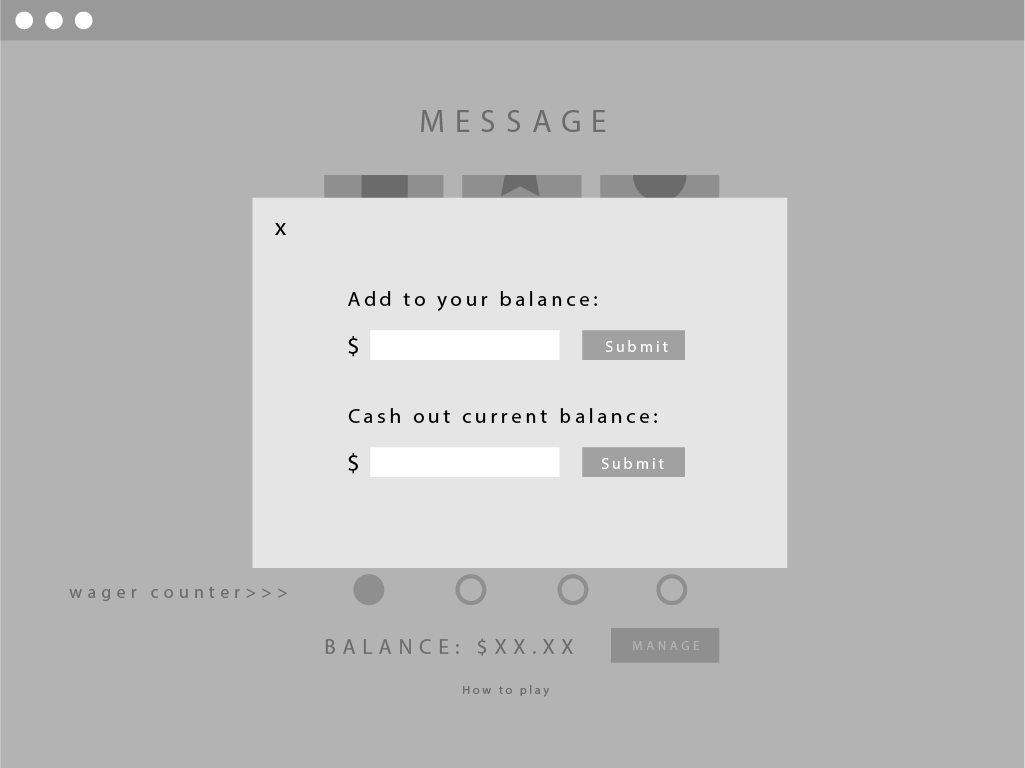 MESSAGE
x
Add to your balance:
$ Submit
Cash out current balance:
$ Submit
wager counter>>>
BALANCE: $XX.XX MANAGE
How to play